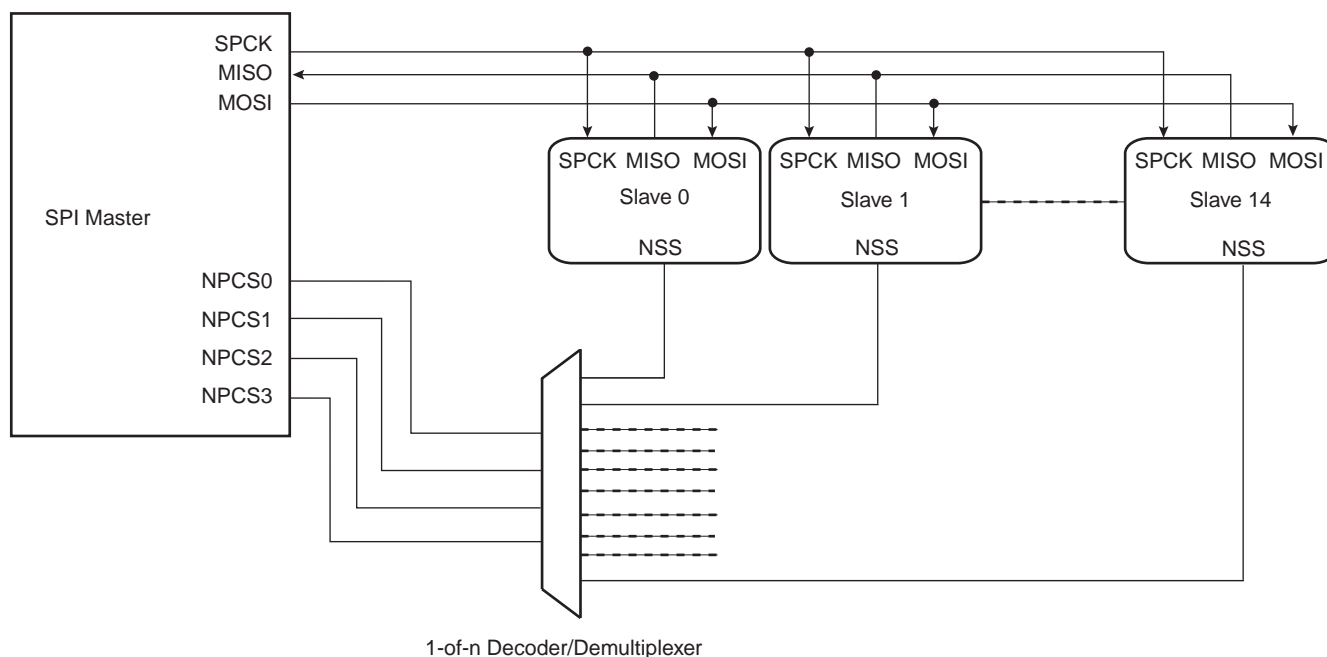 SPCK
MISO
MOSI
SPI Master
NPCS0
NPCS1
NPCS2
NPCS3
SPCK MISO MOSI
Slave 0
NSS
SPCK MISO MOSI
Slave 1
NSS
SPCK MISO MOSI
Slave 14
NSS
1-of-n Decoder/Demultiplexer